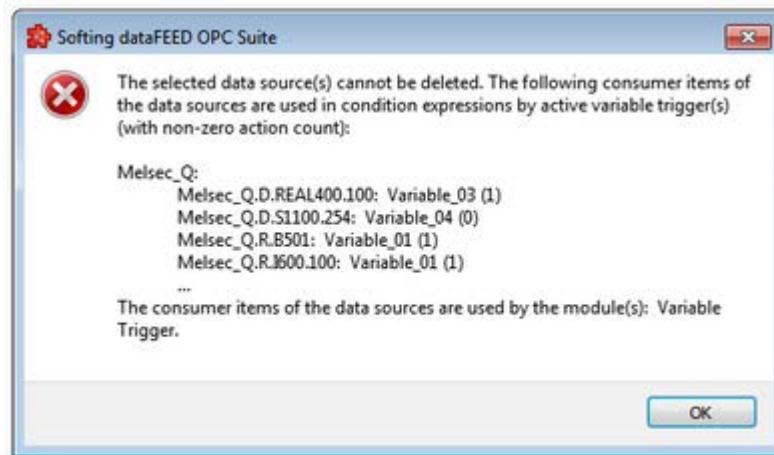 Softing dataFEED OPC Suite
The selected data source(s) cannot be deleted. The following consumer items of
the data sources are used in condition expressions by active variable trigger(s)
(with non-zero action count):
Melsec_Q:
Melsec_Q.D.REAL400.100: Variable_03 (1)
Melsec_Q.D.S1100.254: Variable_04 (0)
Melsec_Q.R.B501: Variable_01 (1)
Melsec_Q.R.I600.100: Variable_01 (1)
...
The consumer items of the data sources are used by the module(s): Variable
Trigger.
OK